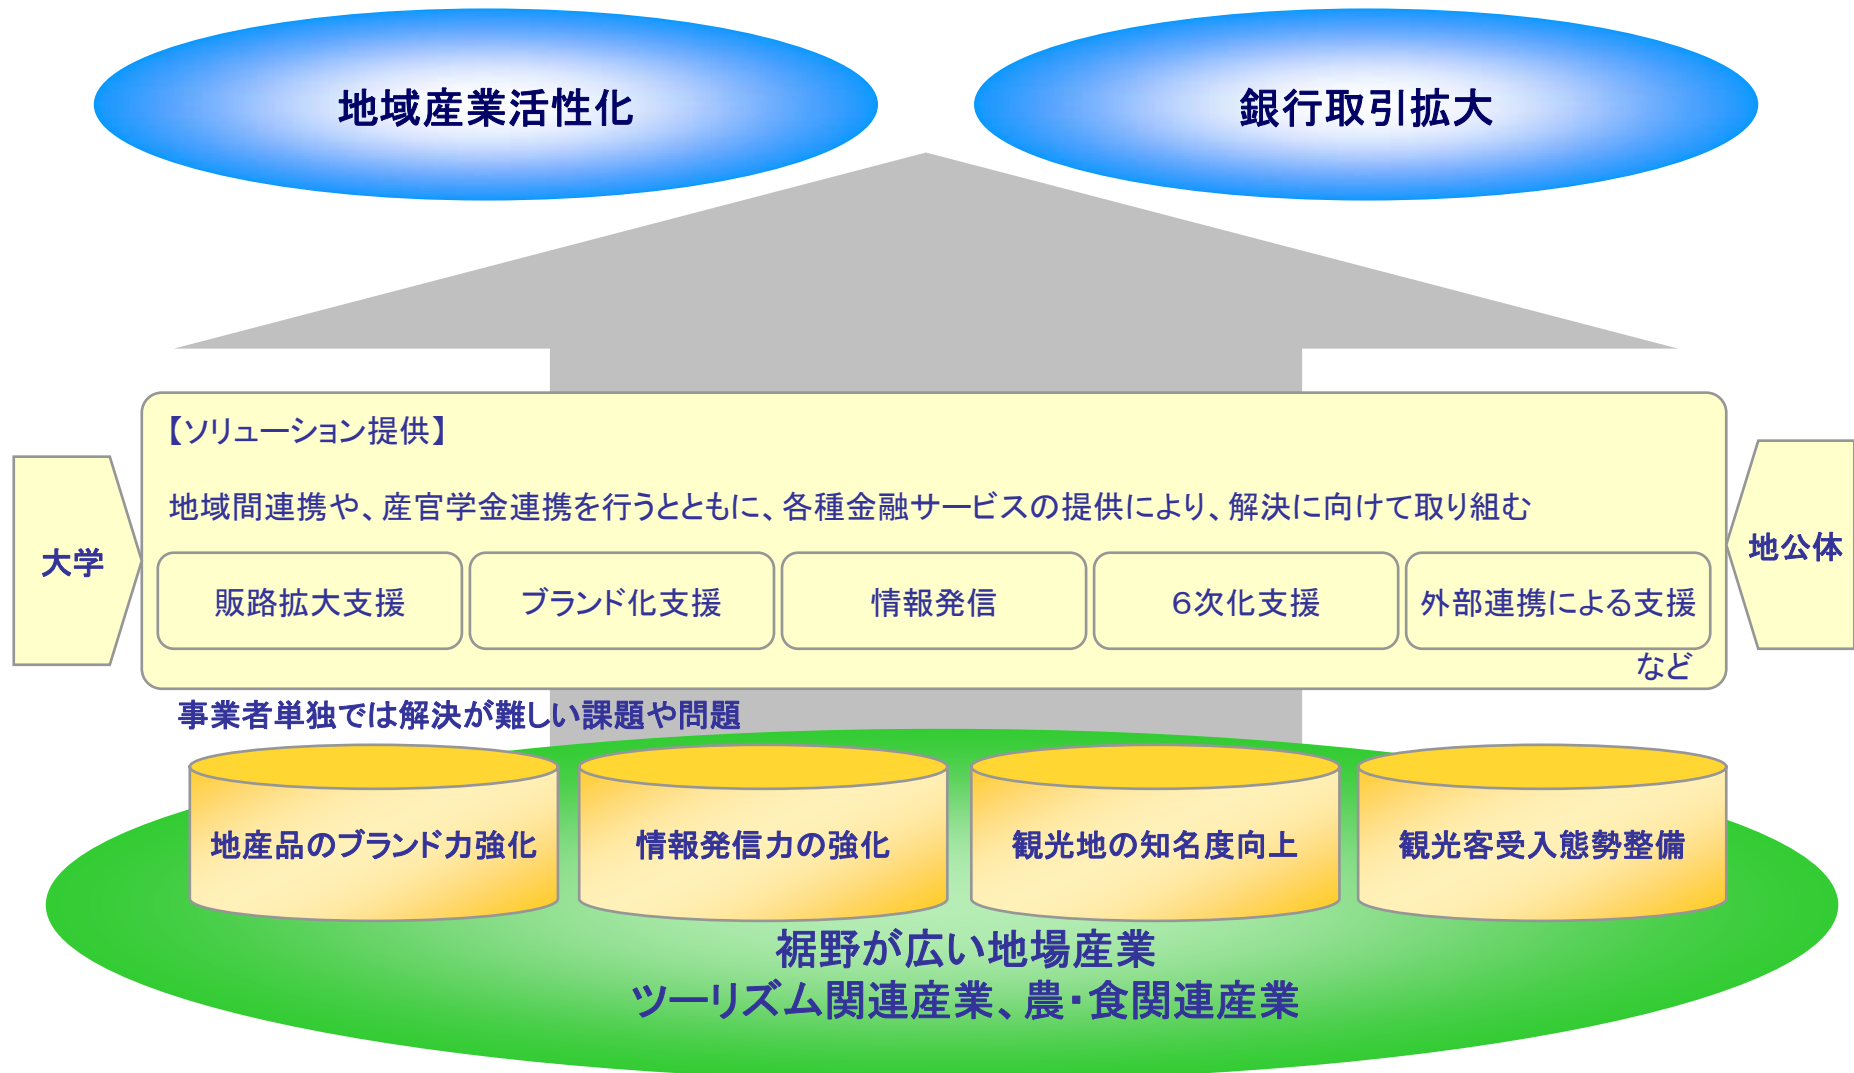 地域産業活性化
銀行取引拡大
【ソリューション提供】
地域間連携や、産官学金連携を行うとともに、各種金融サービスの提供により、解決に向けて取り組む
大学
地公体
販路拡大支援
ブランド化支援
情報発信
6次化支援
外部連携による支援
など
事業者単独では解決が難しい課題や問題
地産品のブランド力強化
情報発信力の強化
観光地の知名度向上
観光客受入態勢整備
裾野が広い地場産業
ツーリズム関連産業、農・食関連産業